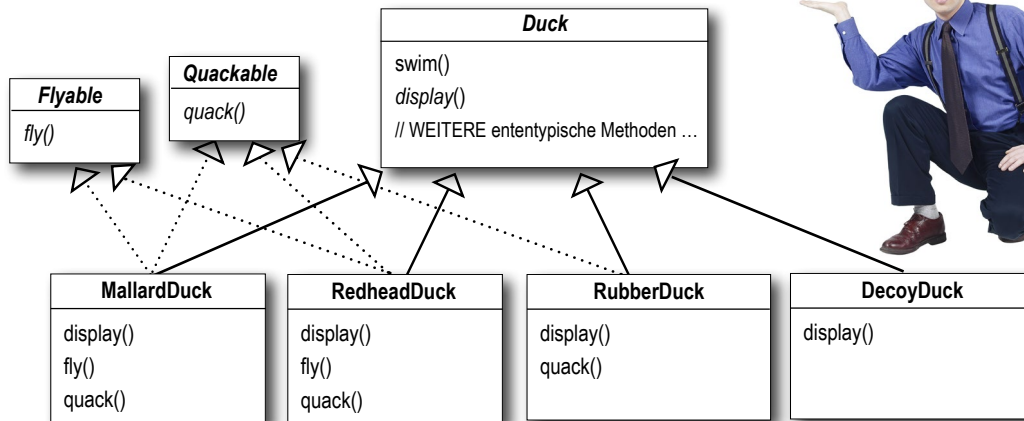 Duck
swim()
display()
// WEITERE ententypische Methoden …
Quackable
quack()
Flyable
fly()
MallardDuck
display()
fly()
quack()
RedheadDuck
display()
fly()
quack()
RubberDuck
display()
quack()
DecoyDuck
display()